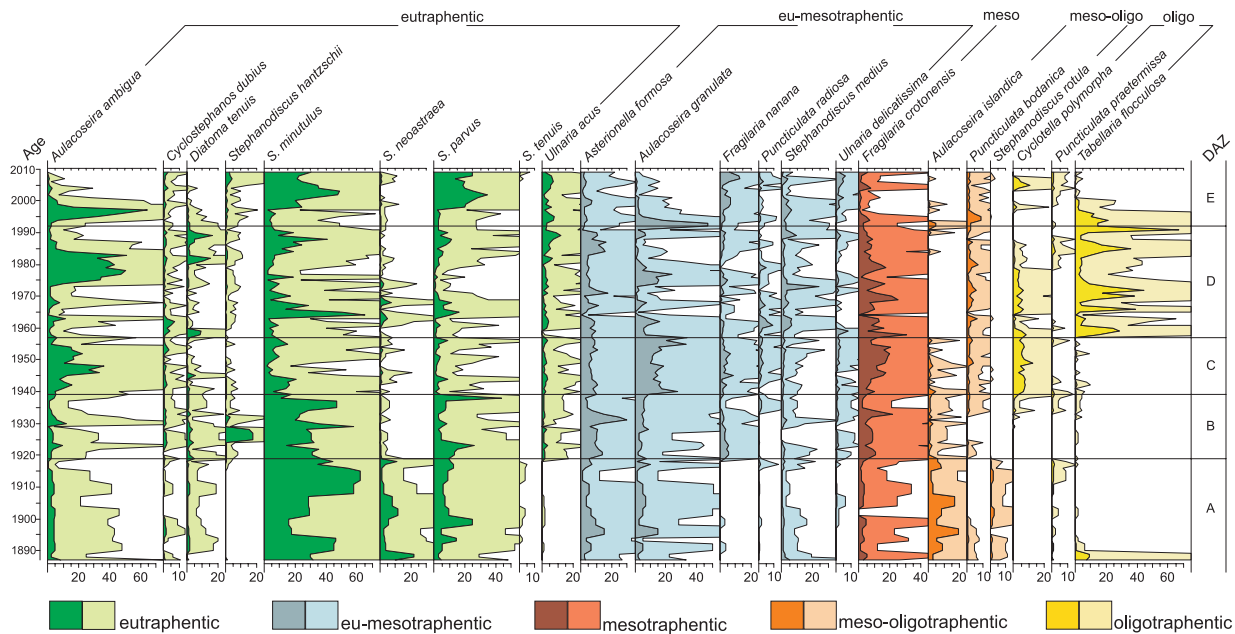 eutraphentic eu-mesotraphentic meso meso-oligo oligo
Age Aulacoseira ambigua Cyclostephanos dubius Diatoma tenuis Stephanodiscus hantzschii S. minutulus S. neoastraea S. parvus S. tenuis Ulnaria acus Asterionella formosa Aulacoseira granulata Fragilaria nanana Puncticulata radiosa Stephanodiscus medius Ulnaria delicatissima Fragilaria crotonensis Aulacoseira islandica Puncticulata bodanica Stephanodiscus rotula Cyclotella polymorpha Puncticulata praetermissa Tabellaria flocculosa DAZ
2010
2000 E
1990
1980
1970 D
1960
1950 C
1940
1930 B
1920
1910
1900 A
1890
20 40 60 10 20 20 20 40 60 20 20 40 10 20 20 20 40 20 10 20 40 10 20 40 20 10 10 20 10 20 40 60
eutraphentic eu-mesotraphentic mesotraphentic meso-oligotraphentic oligotraphentic